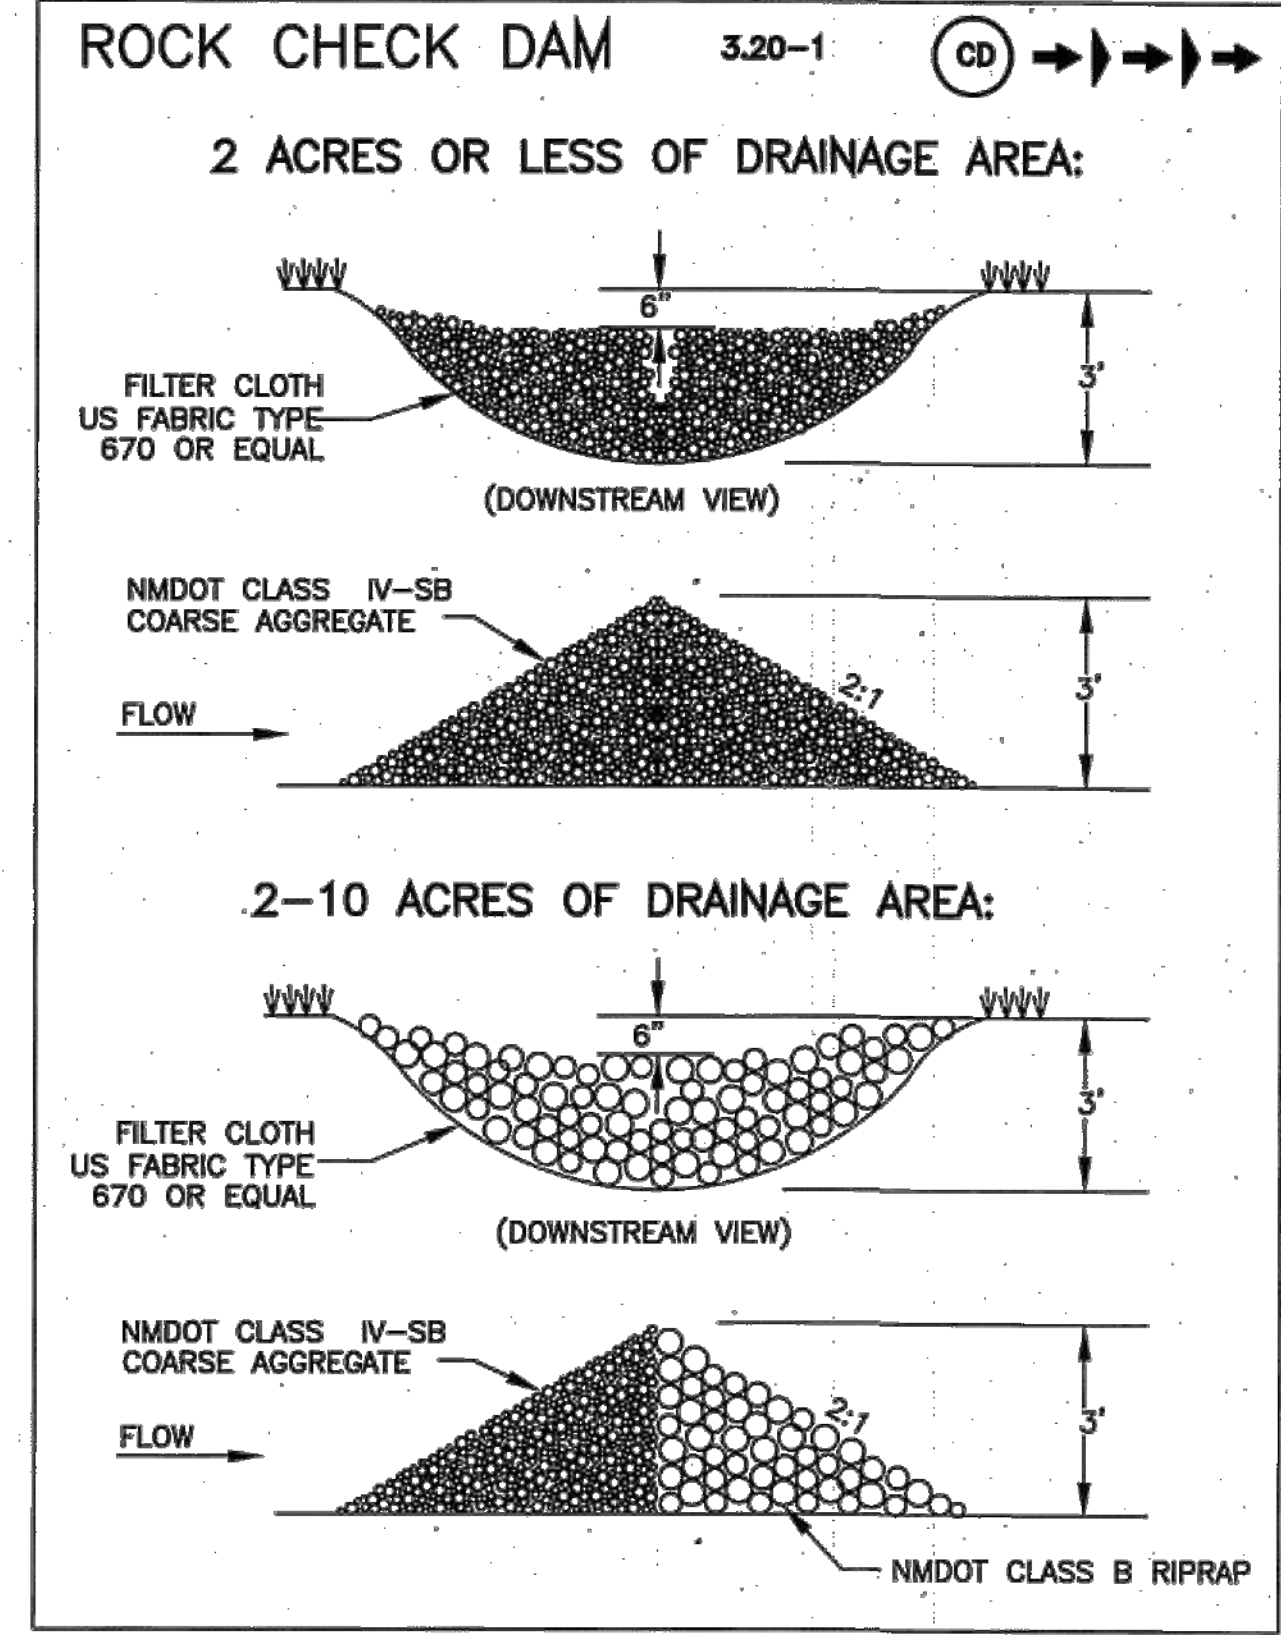 ROCK CHECK DAM 3.20-1 CD
2 ACRES OR LESS OF DRAINAGE AREA:
6"
3'
FILTER CLOTH
US FABRIC TYPE
670 OR EQUAL
(DOWNSTREAM VIEW)
NMDOT CLASS IV-SB
COARSE AGGREGATE
2:1
3'
FLOW
2-10 ACRES OF DRAINAGE AREA:
6"
3'
FILTER CLOTH
US FABRIC TYPE
670 OR EQUAL
(DOWNSTREAM VIEW)
NMDOT CLASS IV-SB
COARSE AGGREGATE
2:1
3'
FLOW
NMDOT CLASS B RIPRAP